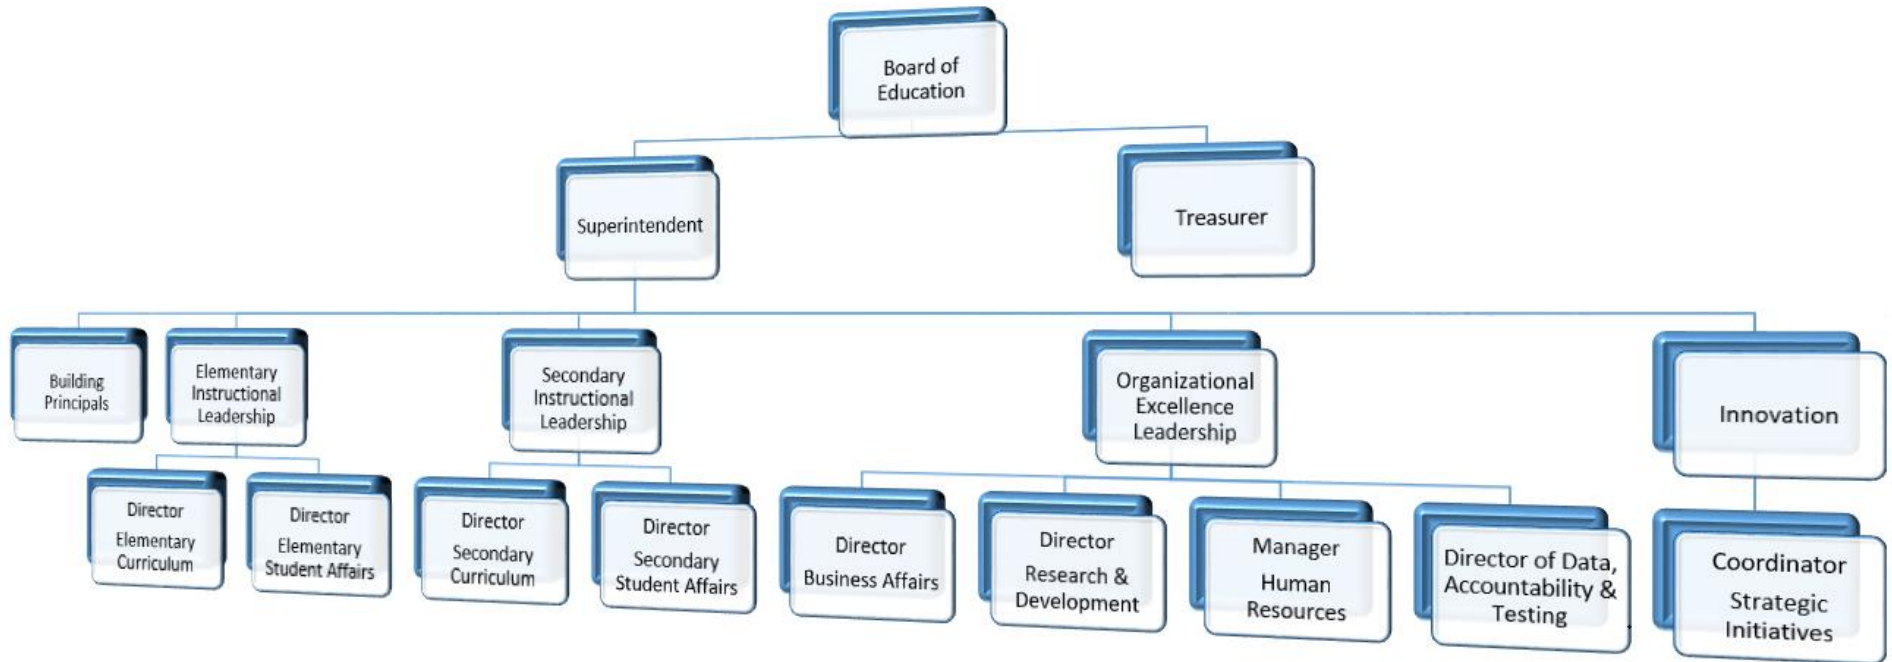 Board of
Education
Superintendent
Treasurer
Building
Principals
Elementary
Instructional
Leadership
Secondary
Instructional
Leadership
Organizational
Excellence
Leadership
Innovation
Director
Elementary
Curriculum
Director
Elementary
Student Affairs
Director
Secondary
Curriculum
Director
Secondary
Student Affairs
Director
Business Affairs
Director
Research &
Development
Manager
Human
Resources
Director of Data,
Accountability &
Testing
Coordinator
Strategic
Initiatives